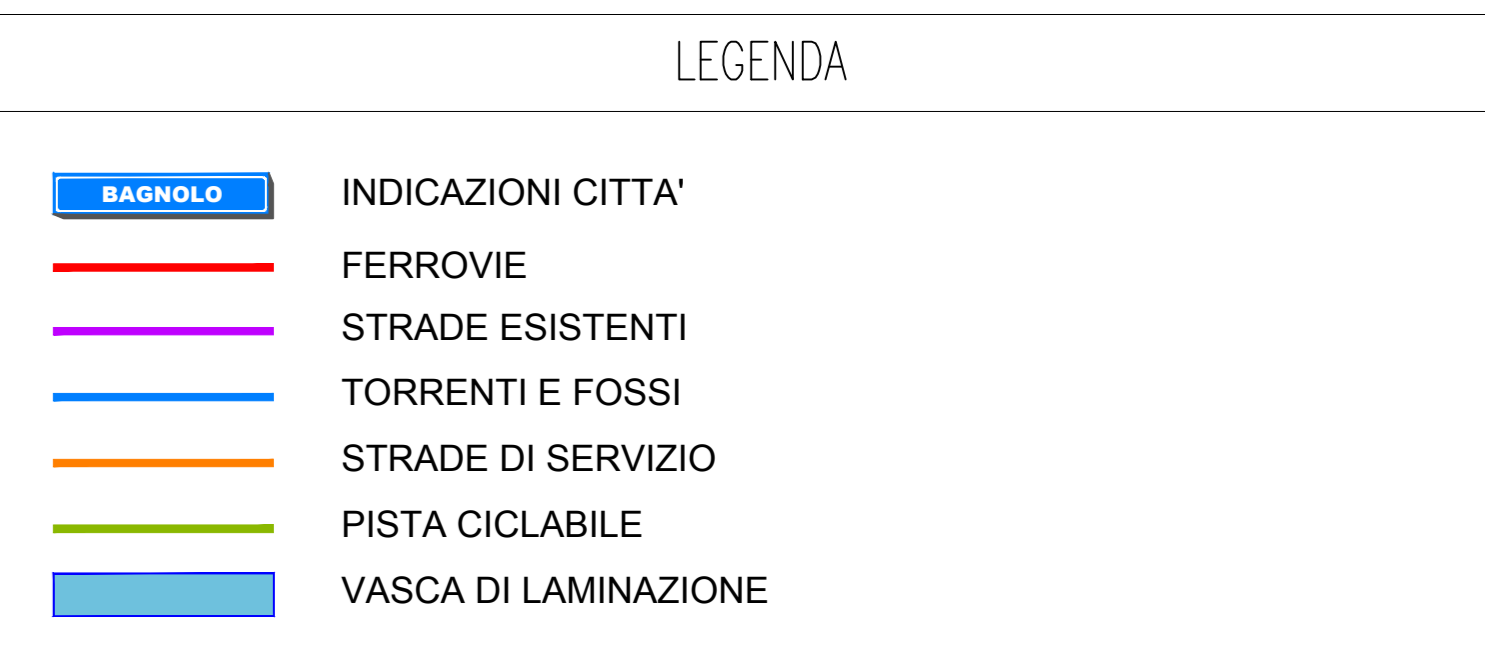 LEGENDA
BAGNOLO INDICAZIONI CITTA'
FERROVIE
STRADE ESISTENTI
TORRENTI E FOSSI
STRADE DI SERVIZIO
PISTA CICLABILE
VASCA DI LAMINAZIONE